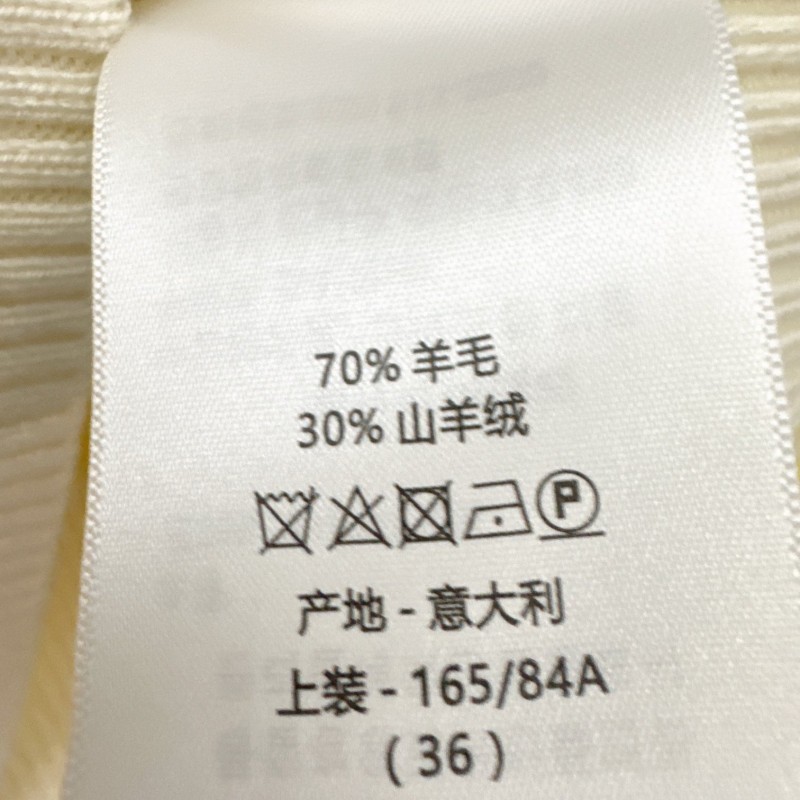 70% 羊毛
30% 山羊绒
P
产地 - 意大利
上装 - 165/84A
( 36 )